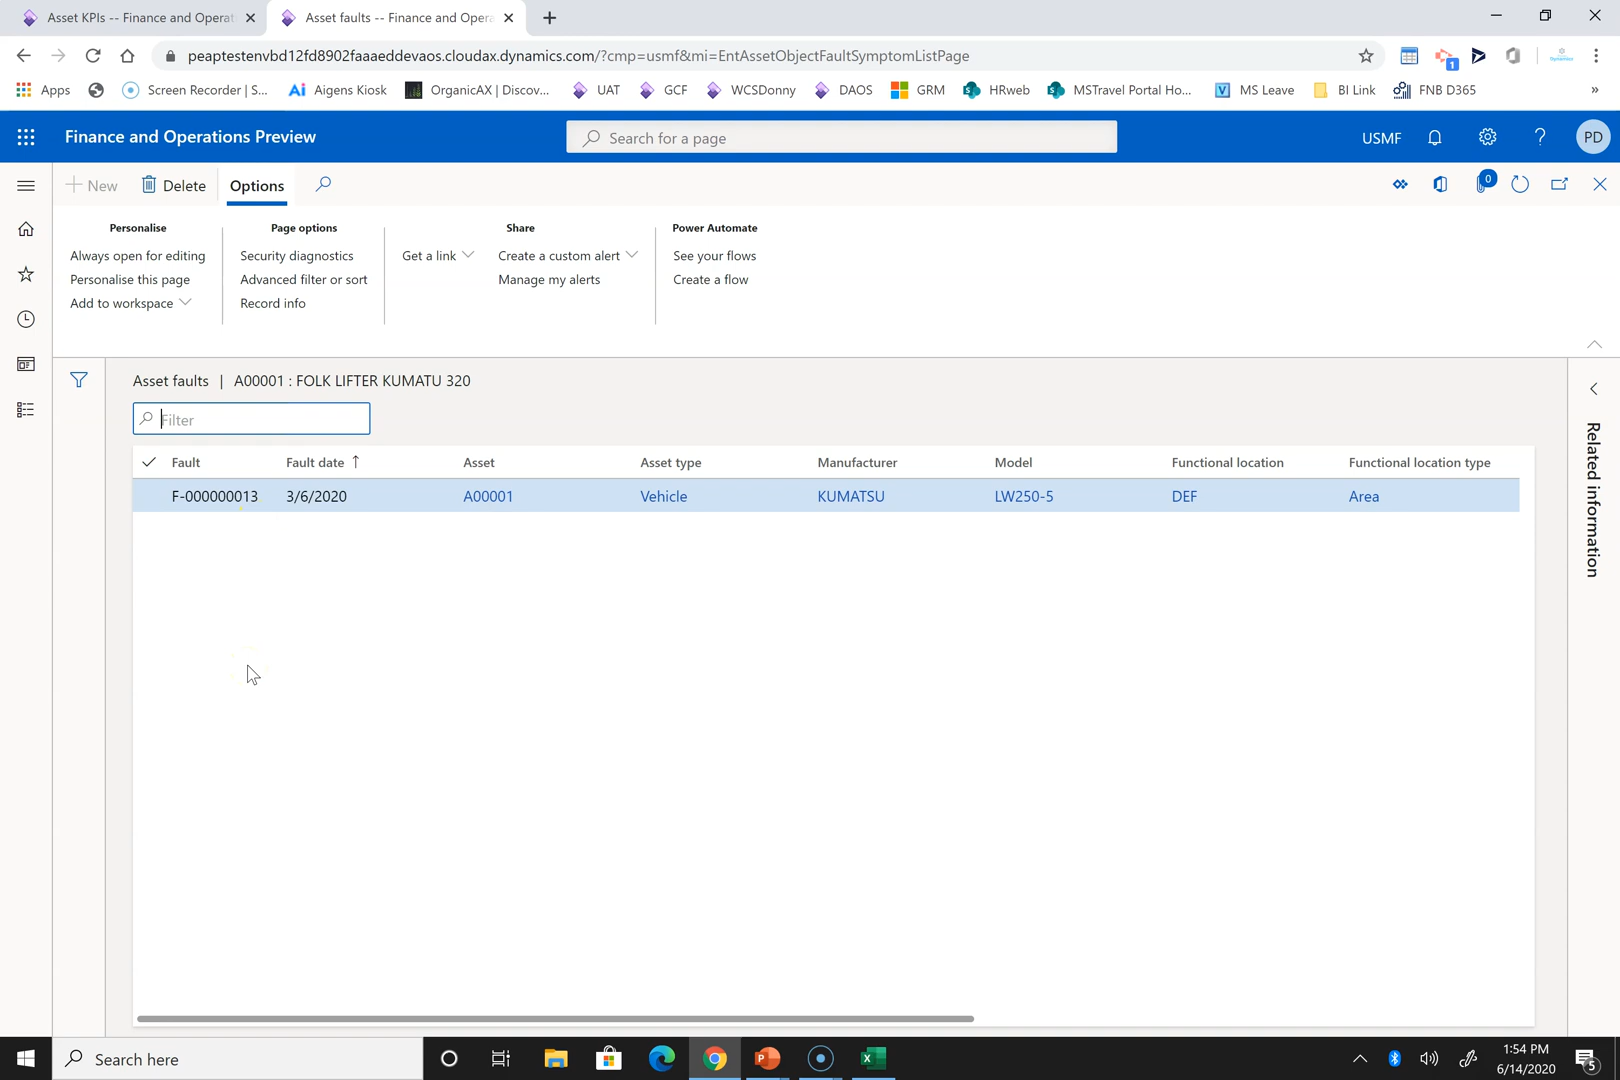 Asset KPIs -- Finance and Operat
Asset faults -- Finance and Opera
peaptestenvbd12fd8902faaaeddevaos.cloudax.dynamics.com/?cmp=usmf&mi=EntAssetObjectFaultSymptomListPage
1
Apps
Screen Recorder | S...
Ai Aigens Kiosk
OrganicAX | Discov...
UAT
GCF
WCSDonny
DAOS
GRM
HRweb
MSTravel Portal Ho...
MS Leave
BI Link
FNB D365
»
Finance and Operations Preview
Search for a page
USMF
?
PD
New
Delete
Options
0
Personalise
Always open for editing
Personalise this page
Add to workspace
Page options
Security diagnostics
Advanced filter or sort
Record info
Share
Get a link
Create a custom alert
Manage my alerts
Power Automate
See your flows
Create a flow
Asset faults | A00001 : FOLK LIFTER KUMATU 320
Filter
Fault Fault date ↑ Asset Asset type Manufacturer Model Functional location Functional location type
F-000000013 3/6/2020 A00001 Vehicle KUMATSU LW250-5 DEF Area
Related information
Search here
1:54 PM
6/14/2020
5